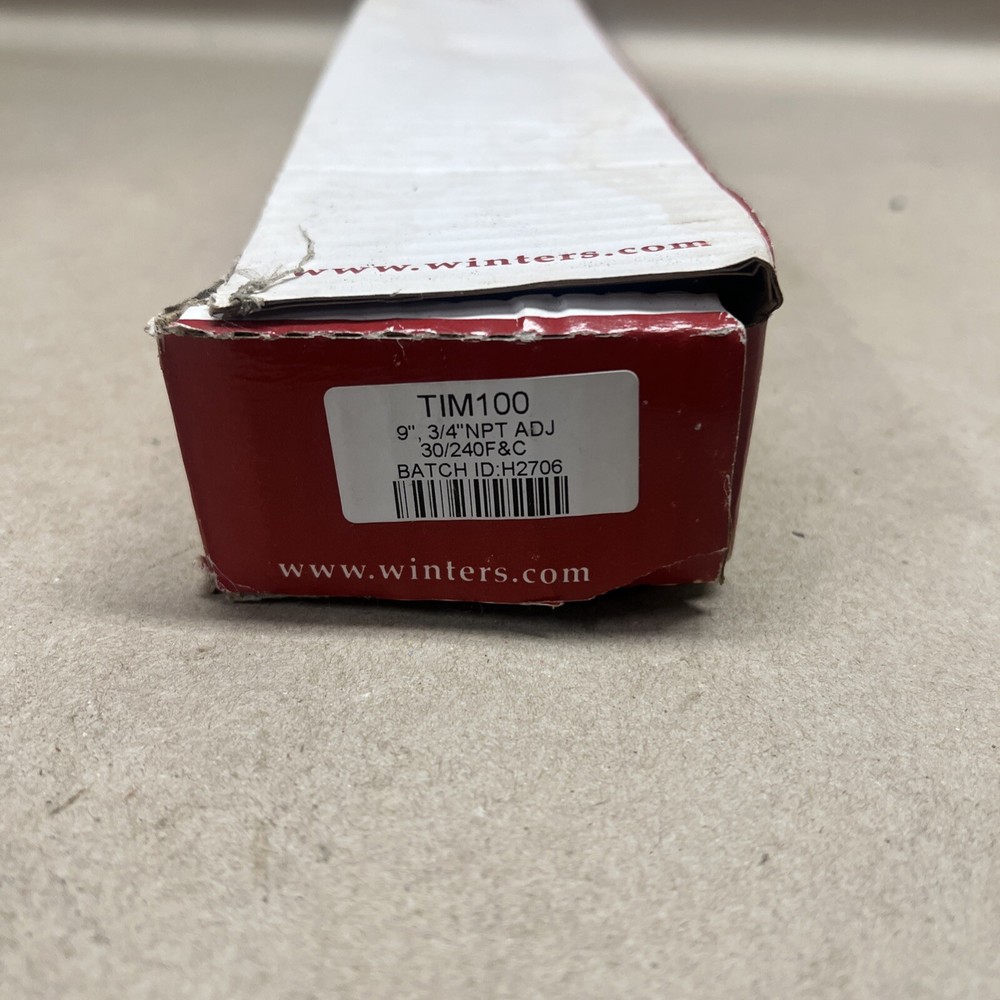 www.winters.com
TIM100
9", 3/4"NPT ADJ
30/240F&C
BATCH ID:H2706
www.winters.com